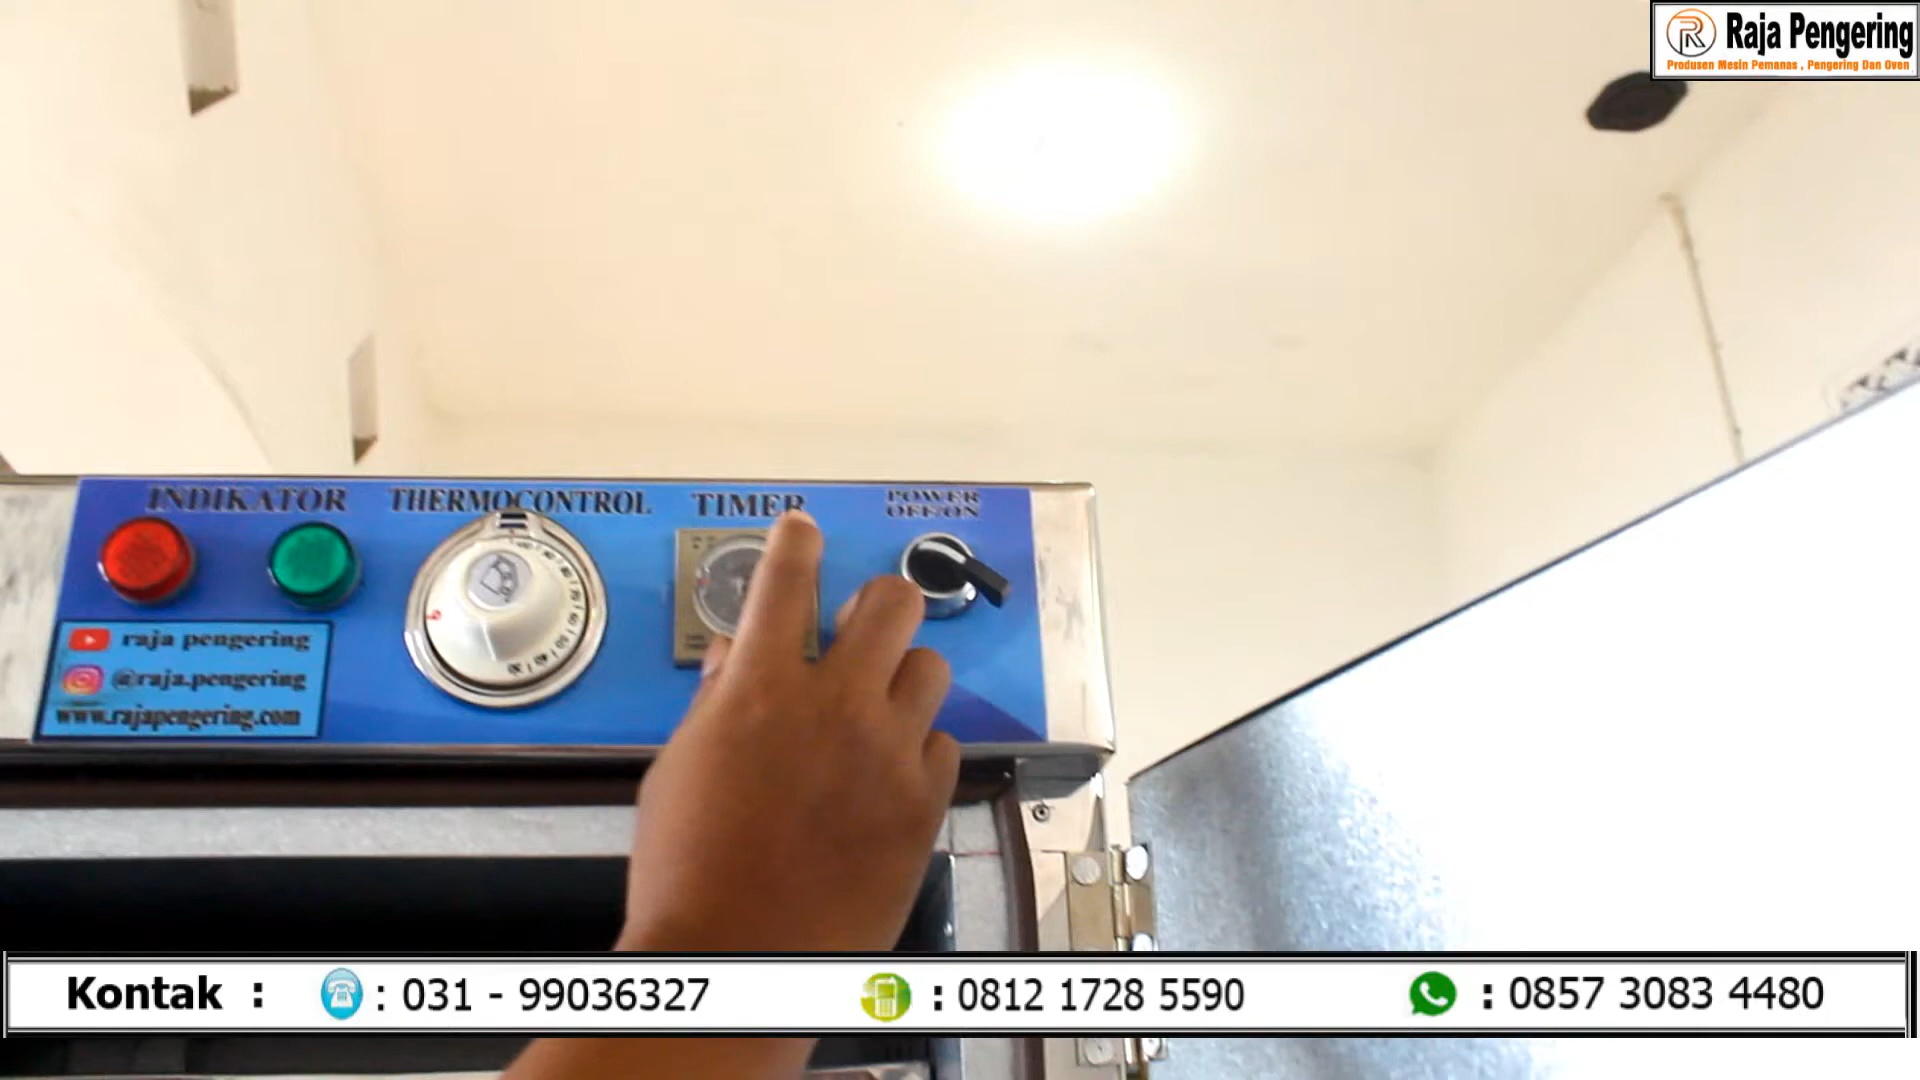 Raja Pengering
Produsen Mesin Pemanas , Pengering Dan Oven
INDIKATOR
THERMOCONTROL
TIMER
POWER
OFF/ON
raja pengering
@raja.pengering
www.rajapengering.com
Kontak : : 031 - 99036327 : 0812 1728 5590 : 0857 3083 4480